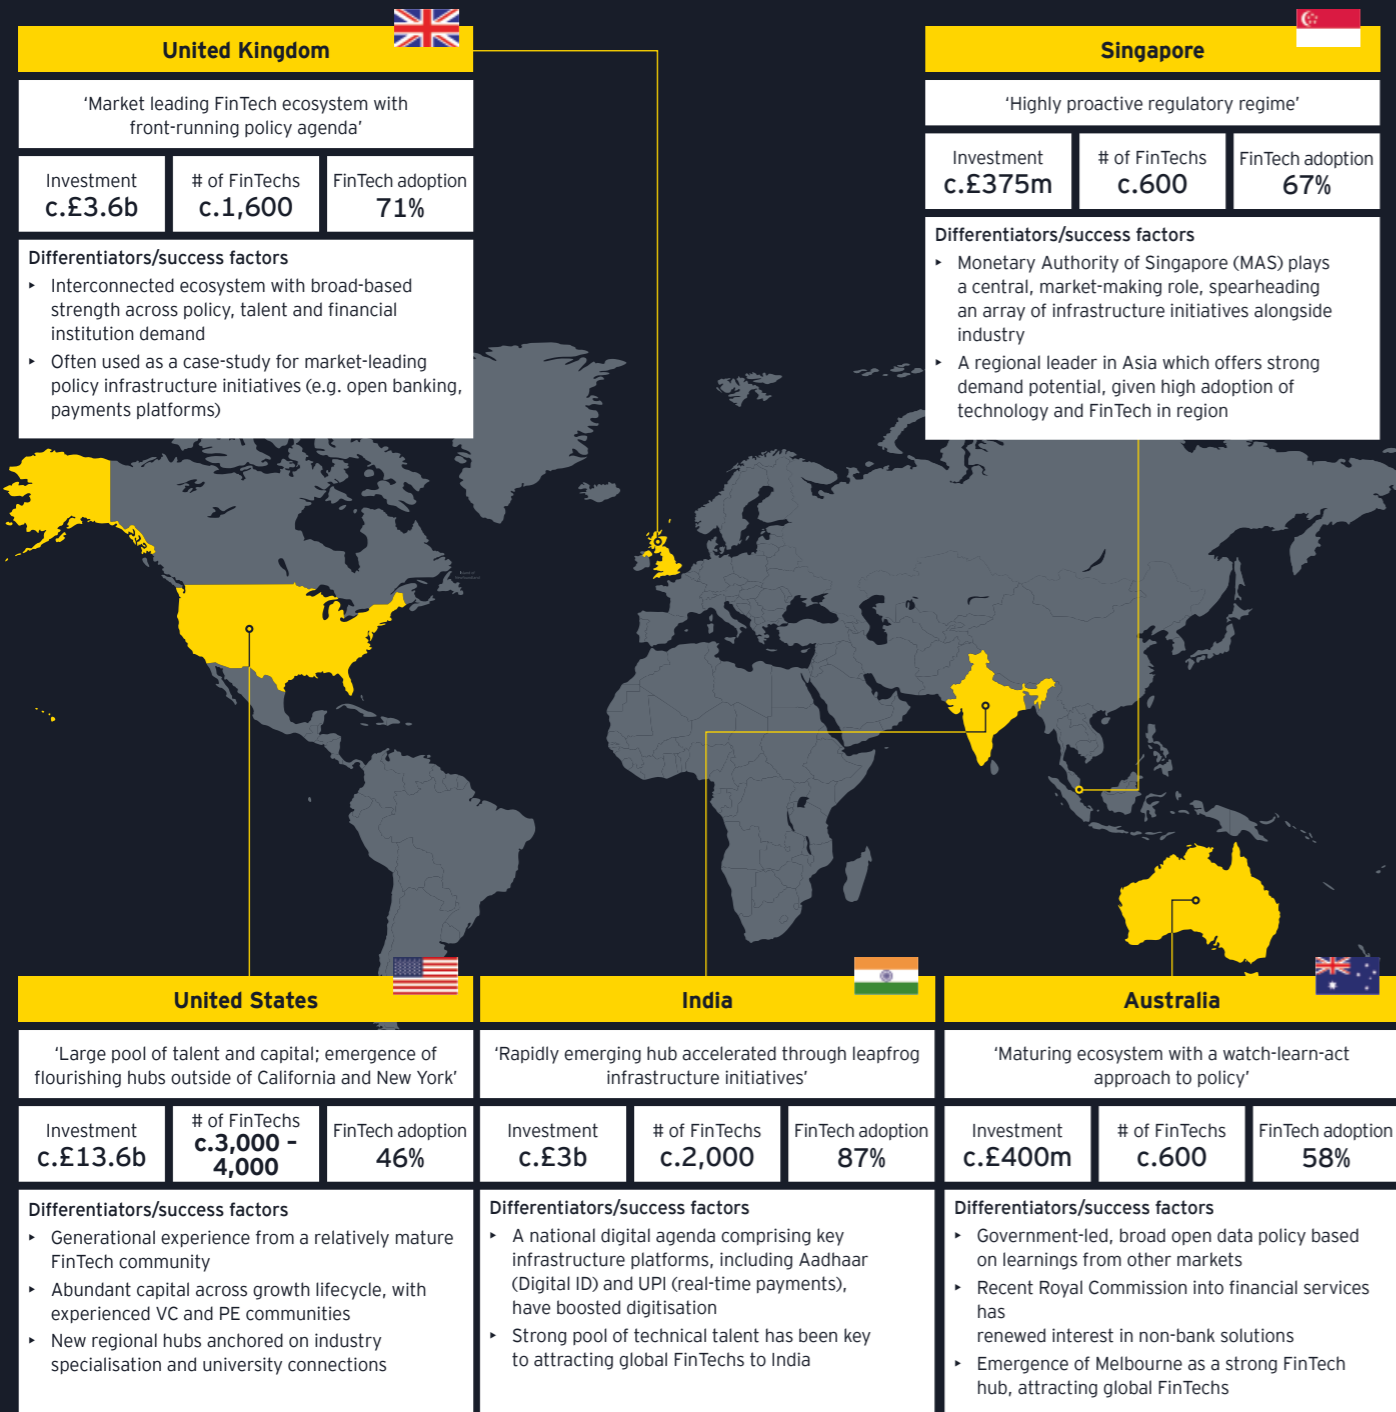 United Kingdom
‘Market leading FinTech ecosystem with
front-running policy agenda’
Investment
c.£3.6b
# of FinTechs
c.1,600
FinTech adoption
71%
Differentiators/success factors
‣ Interconnected ecosystem with broad-based
strength across policy, talent and financial
institution demand
‣ Often used as a case-study for market-leading
policy infrastructure initiatives (e.g. open banking,
payments platforms)
Singapore
‘Highly proactive regulatory regime’
Investment
c.£375m
# of FinTechs
c.600
FinTech adoption
67%
Differentiators/success factors
‣ Monetary Authority of Singapore (MAS) plays
a central, market-making role, spearheading
an array of infrastructure initiatives alongside
industry
‣ A regional leader in Asia which offers strong
demand potential, given high adoption of
technology and FinTech in region
United States
‘Large pool of talent and capital; emergence of
flourishing hubs outside of California and New York’
Investment
c.£13.6b
# of FinTechs
c.3,000 –
4,000
FinTech adoption
46%
Differentiators/success factors
‣ Generational experience from a relatively mature
FinTech community
‣ Abundant capital across growth lifecycle, with
experienced VC and PE communities
‣ New regional hubs anchored on industry
specialisation and university connections
India
‘Rapidly emerging hub accelerated through leapfrog
infrastructure initiatives’
Investment
c.£3b
# of FinTechs
c.2,000
FinTech adoption
87%
Differentiators/success factors
‣ A national digital agenda comprising key
infrastructure platforms, including Aadhaar
(Digital ID) and UPI (real-time payments),
have boosted digitisation
‣ Strong pool of technical talent has been key
to attracting global FinTechs to India
Australia
‘Maturing ecosystem with a watch-learn-act
approach to policy’
Investment
c.£400m
# of FinTechs
c.600
FinTech adoption
58%
Differentiators/success factors
‣ Government-led, broad open data policy based
on learnings from other markets
‣ Recent Royal Commission into financial services
has
renewed interest in non-bank solutions
‣ Emergence of Melbourne as a strong FinTech
hub, attracting global FinTechs